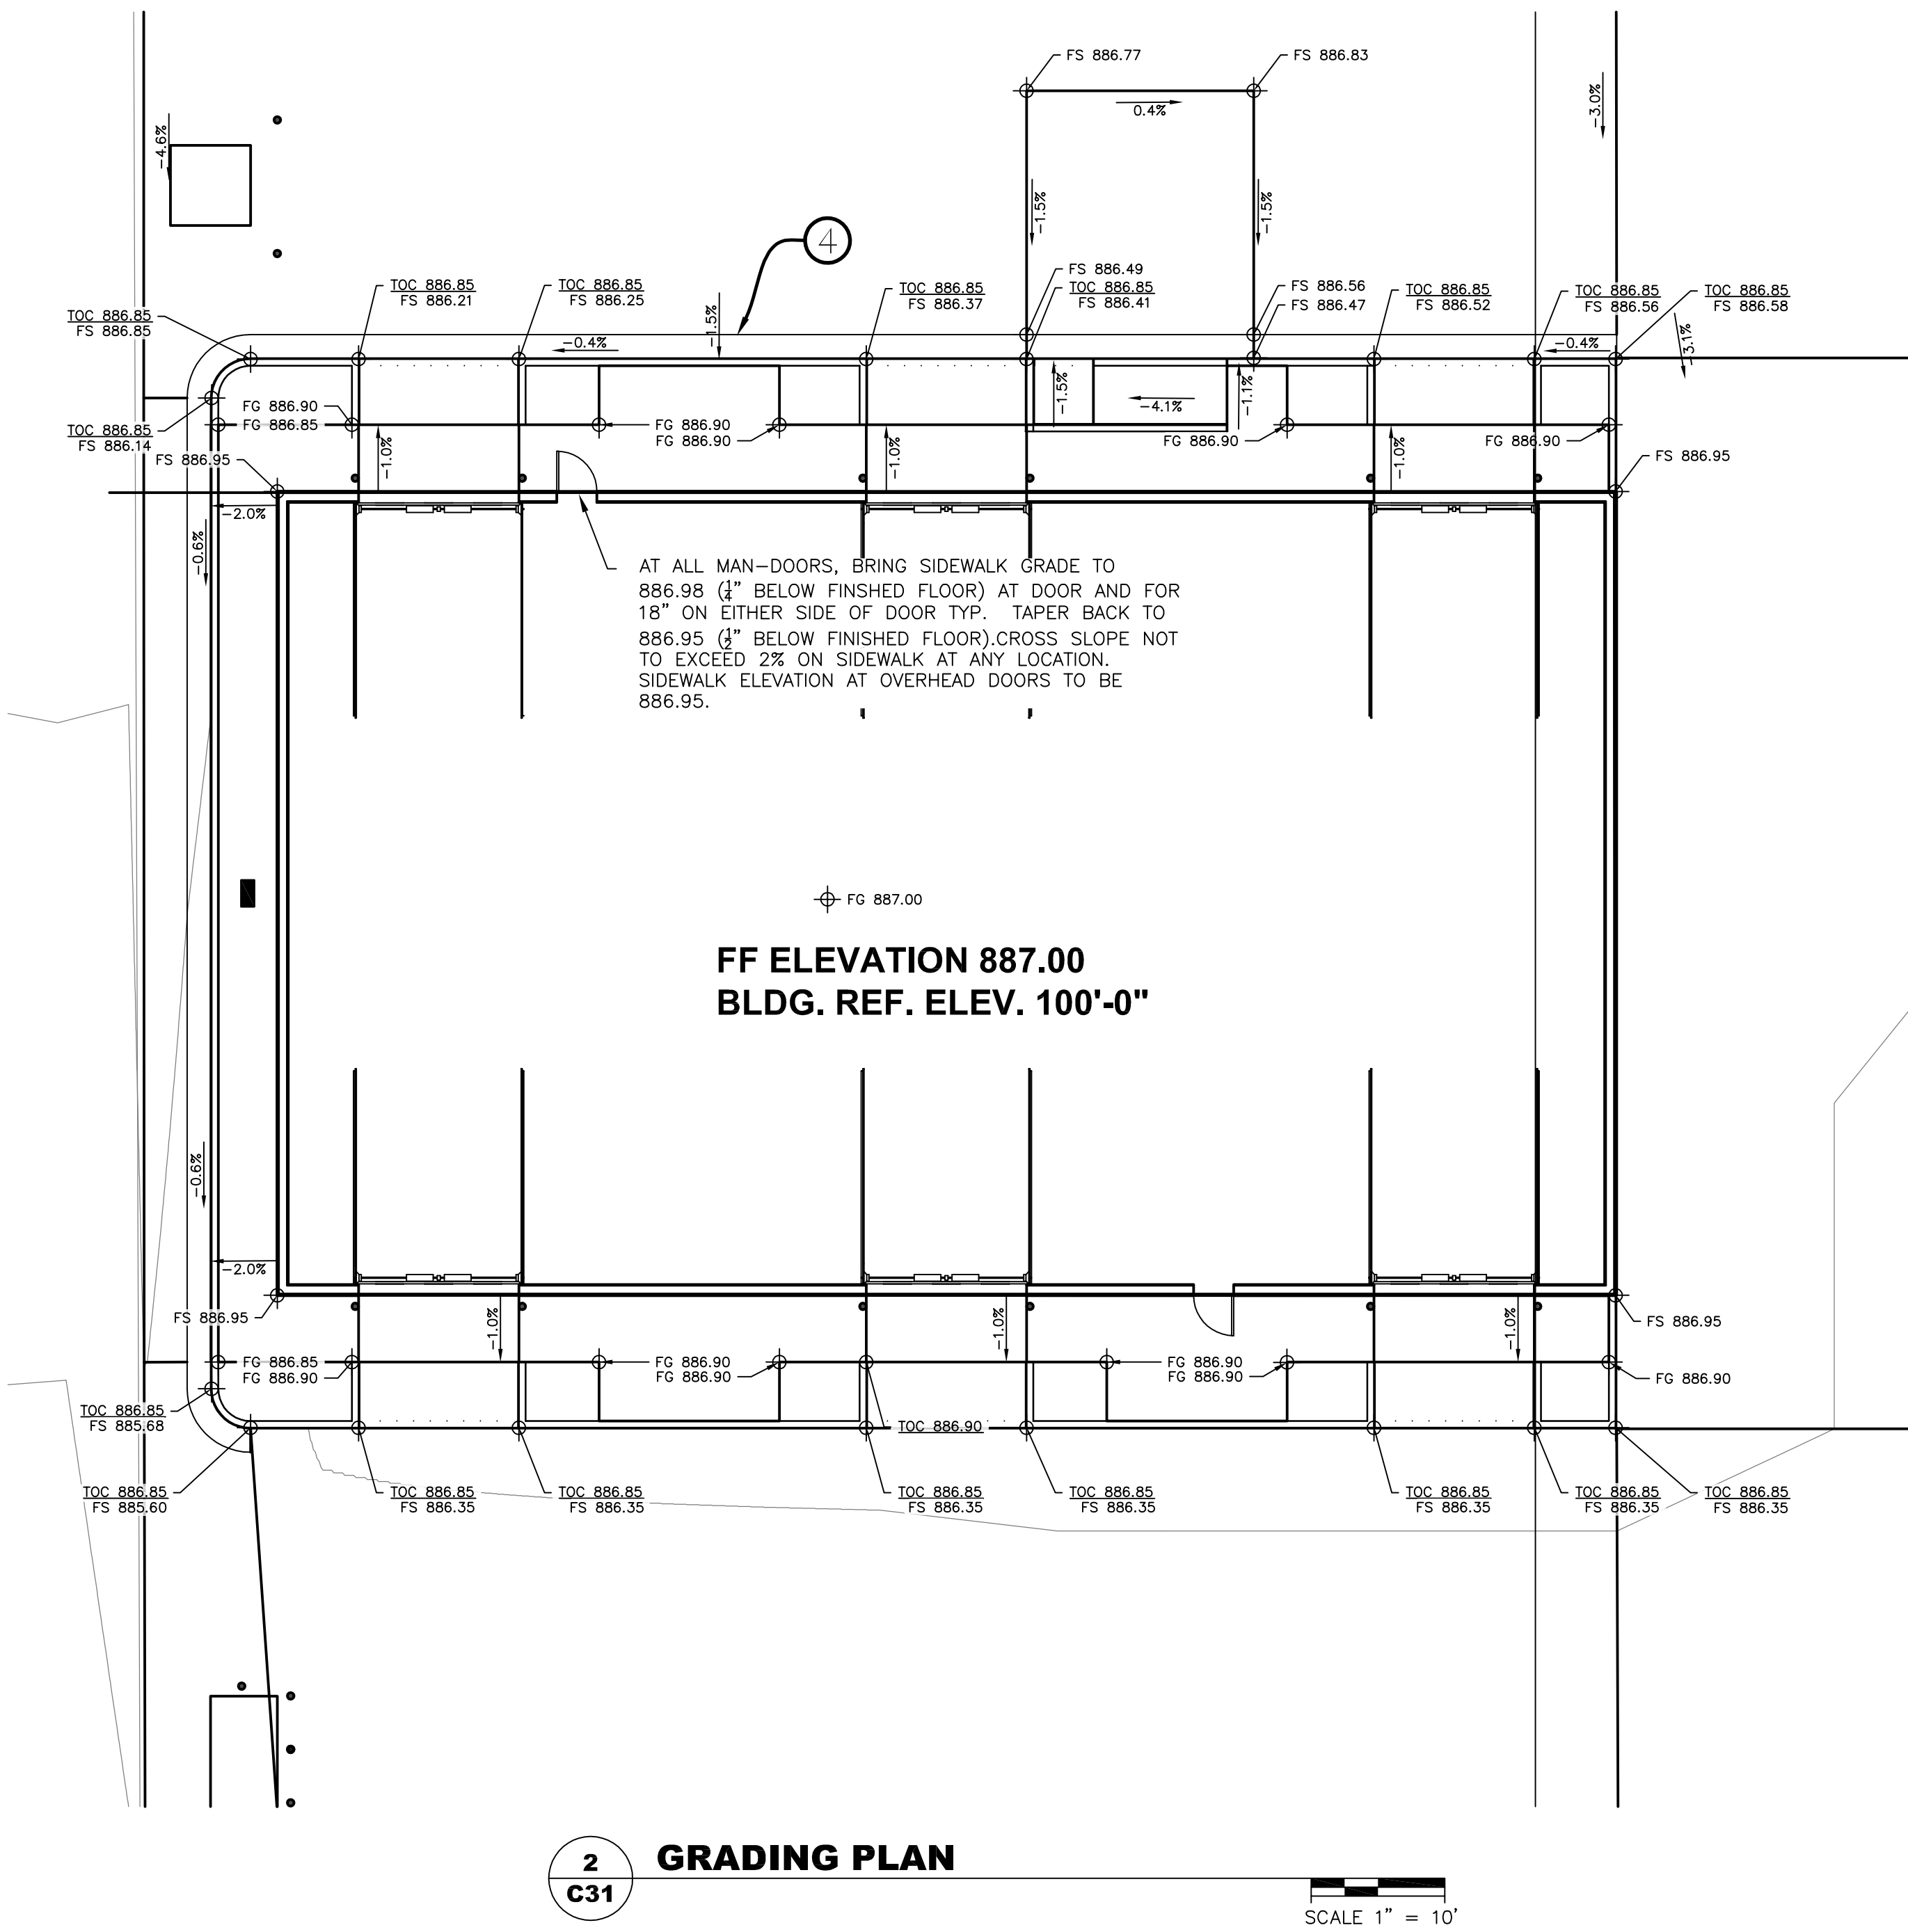 FS 886.77
FS 886.83
0.4%
-3.0%
-4.6%
-1.5%
-1.5%
4
FS 886.49
TOC 886.85
FS 886.41
FS 886.56
FS 886.47
TOC 886.85
FS 886.21
TOC 886.85
FS 886.25
TOC 886.85
FS 886.37
TOC 886.85
FS 886.52
TOC 886.85
FS 886.56
TOC 886.85
FS 886.58
TOC 886.85
FS 886.85
-1.5%
-0.4%
-0.4%
-3.1%
-1.5%
-4.1%
-1.1%
FG 886.90
FG 886.85
FG 886.90
FG 886.90
FG 886.90
FG 886.90
TOC 886.85
FS 886.14
FS 886.95
-1.0%
-1.0%
-1.0%
FS 886.95
-2.0%
-0.6%
AT ALL MAN-DOORS, BRING SIDEWALK GRADE TO
886.98 (1/4" BELOW FINSHED FLOOR) AT DOOR AND FOR
18" ON EITHER SIDE OF DOOR TYP. TAPER BACK TO
886.95 (1/2" BELOW FINISHED FLOOR).CROSS SLOPE NOT
TO EXCEED 2% ON SIDEWALK AT ANY LOCATION.
SIDEWALK ELEVATION AT OVERHEAD DOORS TO BE
886.95.
FG 887.00
FF ELEVATION 887.00
BLDG. REF. ELEV. 100'-0"
-0.6%
-2.0%
FS 886.95
-1.0%
-1.0%
-1.0%
FS 886.95
FG 886.85
FG 886.90
FG 886.90
FG 886.90
FG 886.90
FG 886.90
FG 886.90
TOC 886.85
FS 885.68
TOC 886.90
TOC 886.85
FS 885.60
TOC 886.85
FS 886.35
TOC 886.85
FS 886.35
TOC 886.85
FS 886.35
TOC 886.85
FS 886.35
TOC 886.85
FS 886.35
TOC 886.85
FS 886.35
TOC 886.85
FS 886.35
2
C31
GRADING PLAN
SCALE 1" = 10'